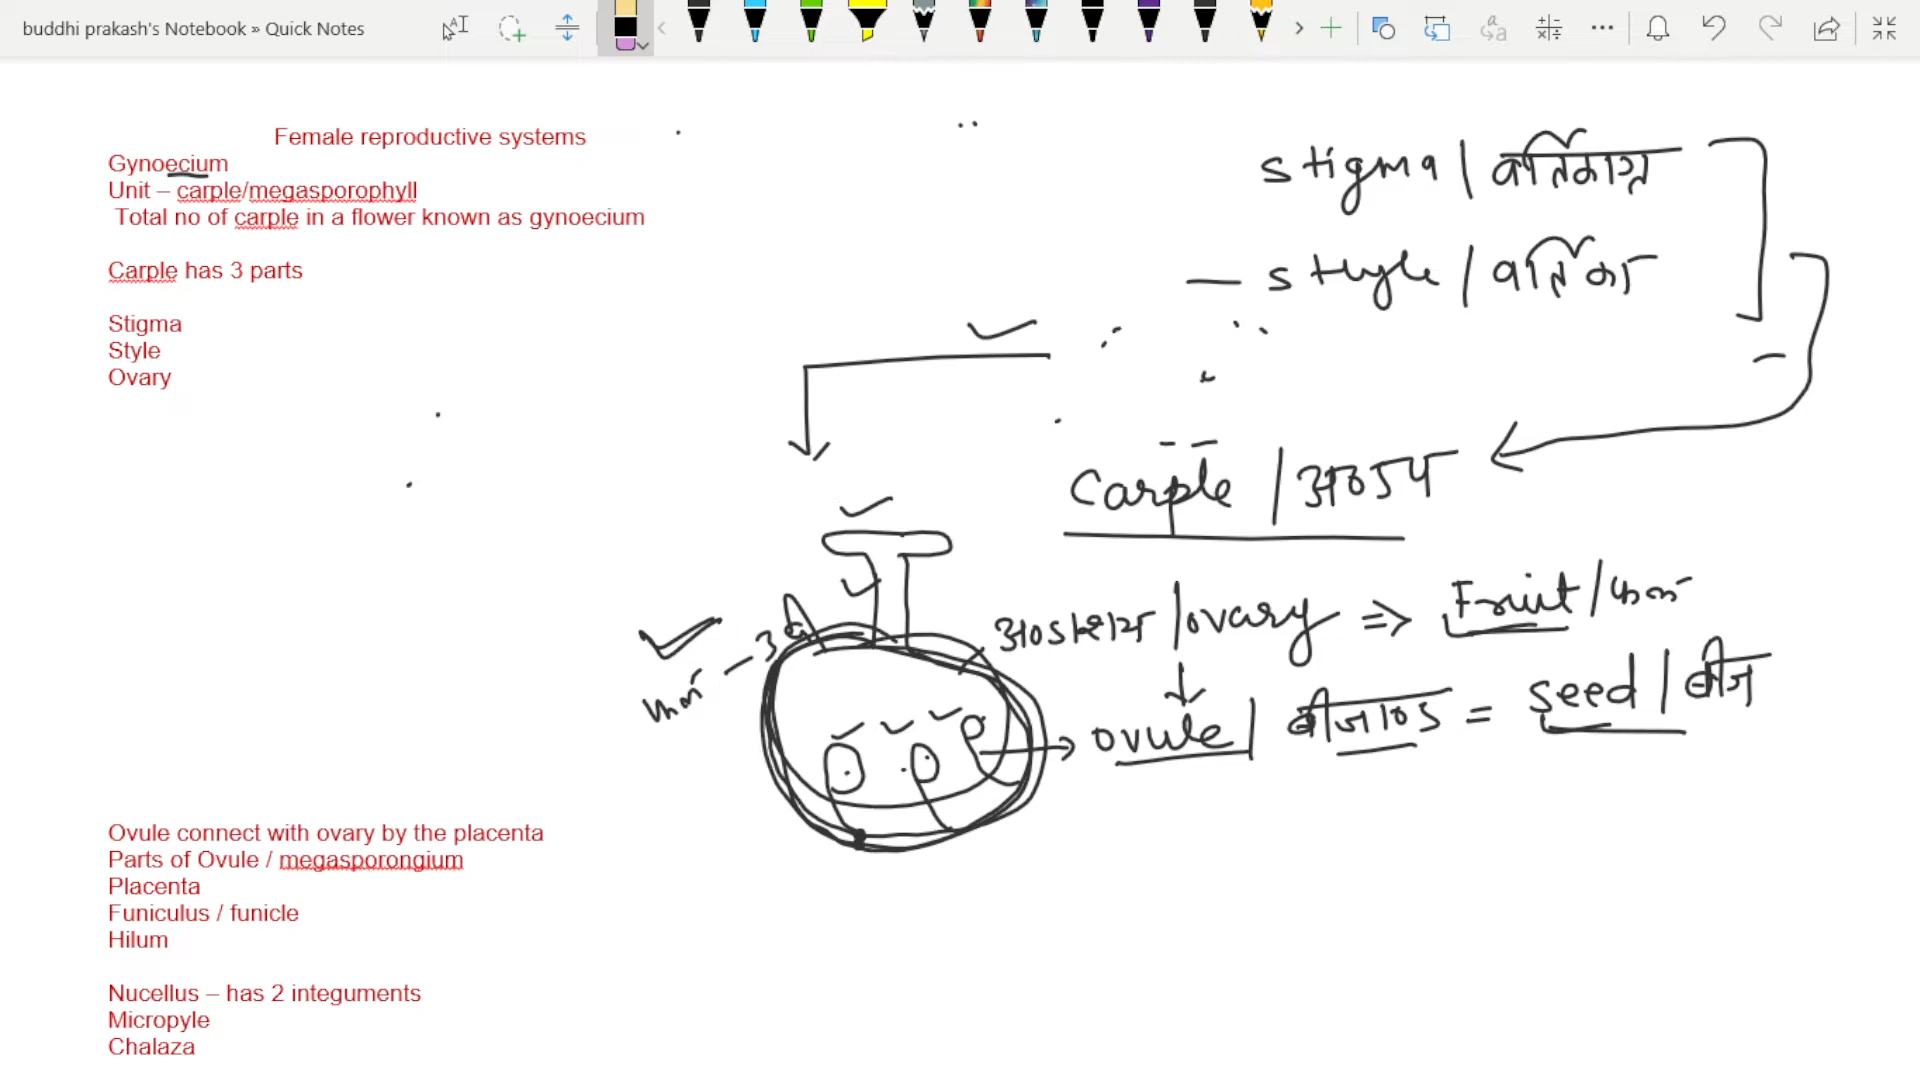 buddhi prakash's Notebook » Quick Notes
Female reproductive systems
Gynoecium
Unit – carple/megasporophyll
Total no of carple in a flower known as gynoecium
Carple has 3 parts
Stigma
Style
Ovary
stigma / वर्तिकाग्र
style / वर्तिका
Carple / अण्डप
अण्डाशय / ovary ⇒ Fruit / फल
ovule / बीजाण्ड = seed / बीज
फल
Ovule connect with ovary by the placenta
Parts of Ovule / megasporongium
Placenta
Funiculus / funicle
Hilum
Nucellus – has 2 integuments
Micropyle
Chalaza